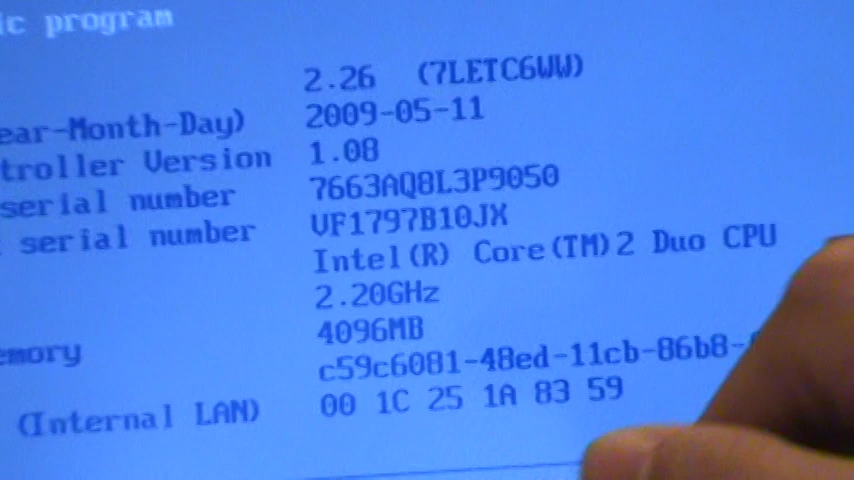 ic program
2.26 (7LETC6WW)
ear-Month-Day) 2009-05-11
troller Version 1.08
serial number 7663AQ8L3P9050
serial number VF1797B10JX
Intel(R) Core(TM)2 Duo CPU
2.20GHz
emory 4096MB
c59c6081-48ed-11cb-86b8-
(Internal LAN) 00 1C 25 1A 83 59